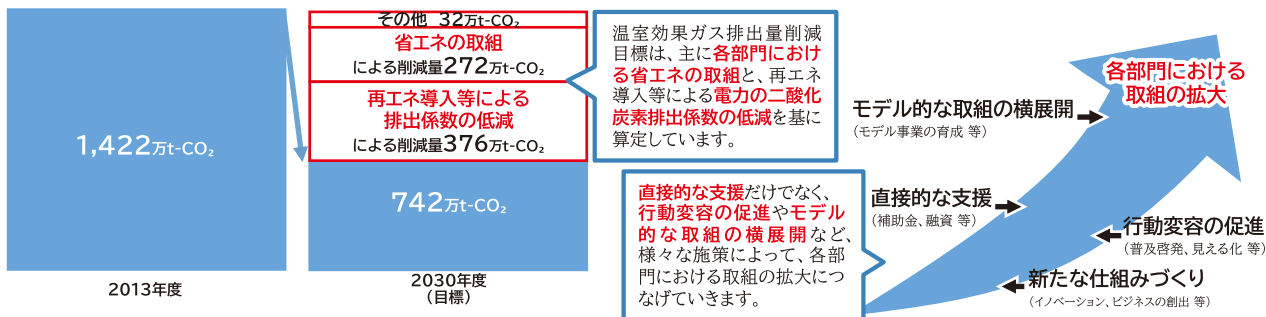 1,422万t-CO₂
2013年度
その他 32万t-CO₂
省エネの取組
による削減量272万t-CO₂
再エネ導入等による
排出係数の低減
による削減量376万t-CO₂
742万t-CO₂
2030年度
（目標）
温室効果ガス排出量削減
目標は、主に各部門におけ
る省エネの取組と、再エネ
導入等による電力の二酸化
炭素排出係数の低減を基に
算定しています。
直接的な支援だけでなく、
行動変容の促進やモデル
的な取組の横展開など、
様々な施策によって、各部
門における取組の拡大につ
なげていきます。
各部門における
取組の拡大
モデル的な取組の横展開
（モデル事業の育成 等）
直接的な支援
（補助金、融資 等）
行動変容の促進
（普及啓発、見える化 等）
新たな仕組みづくり
（イノベーション、ビジネスの創出 等）